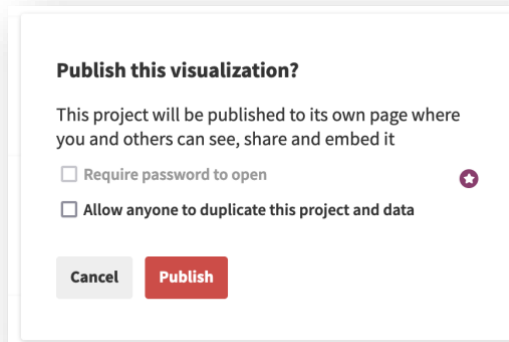 Publish this visualization?
This project will be published to its own page where
you and others can see, share and embed it
Require password to open
Allow anyone to duplicate this project and data
Cancel Publish